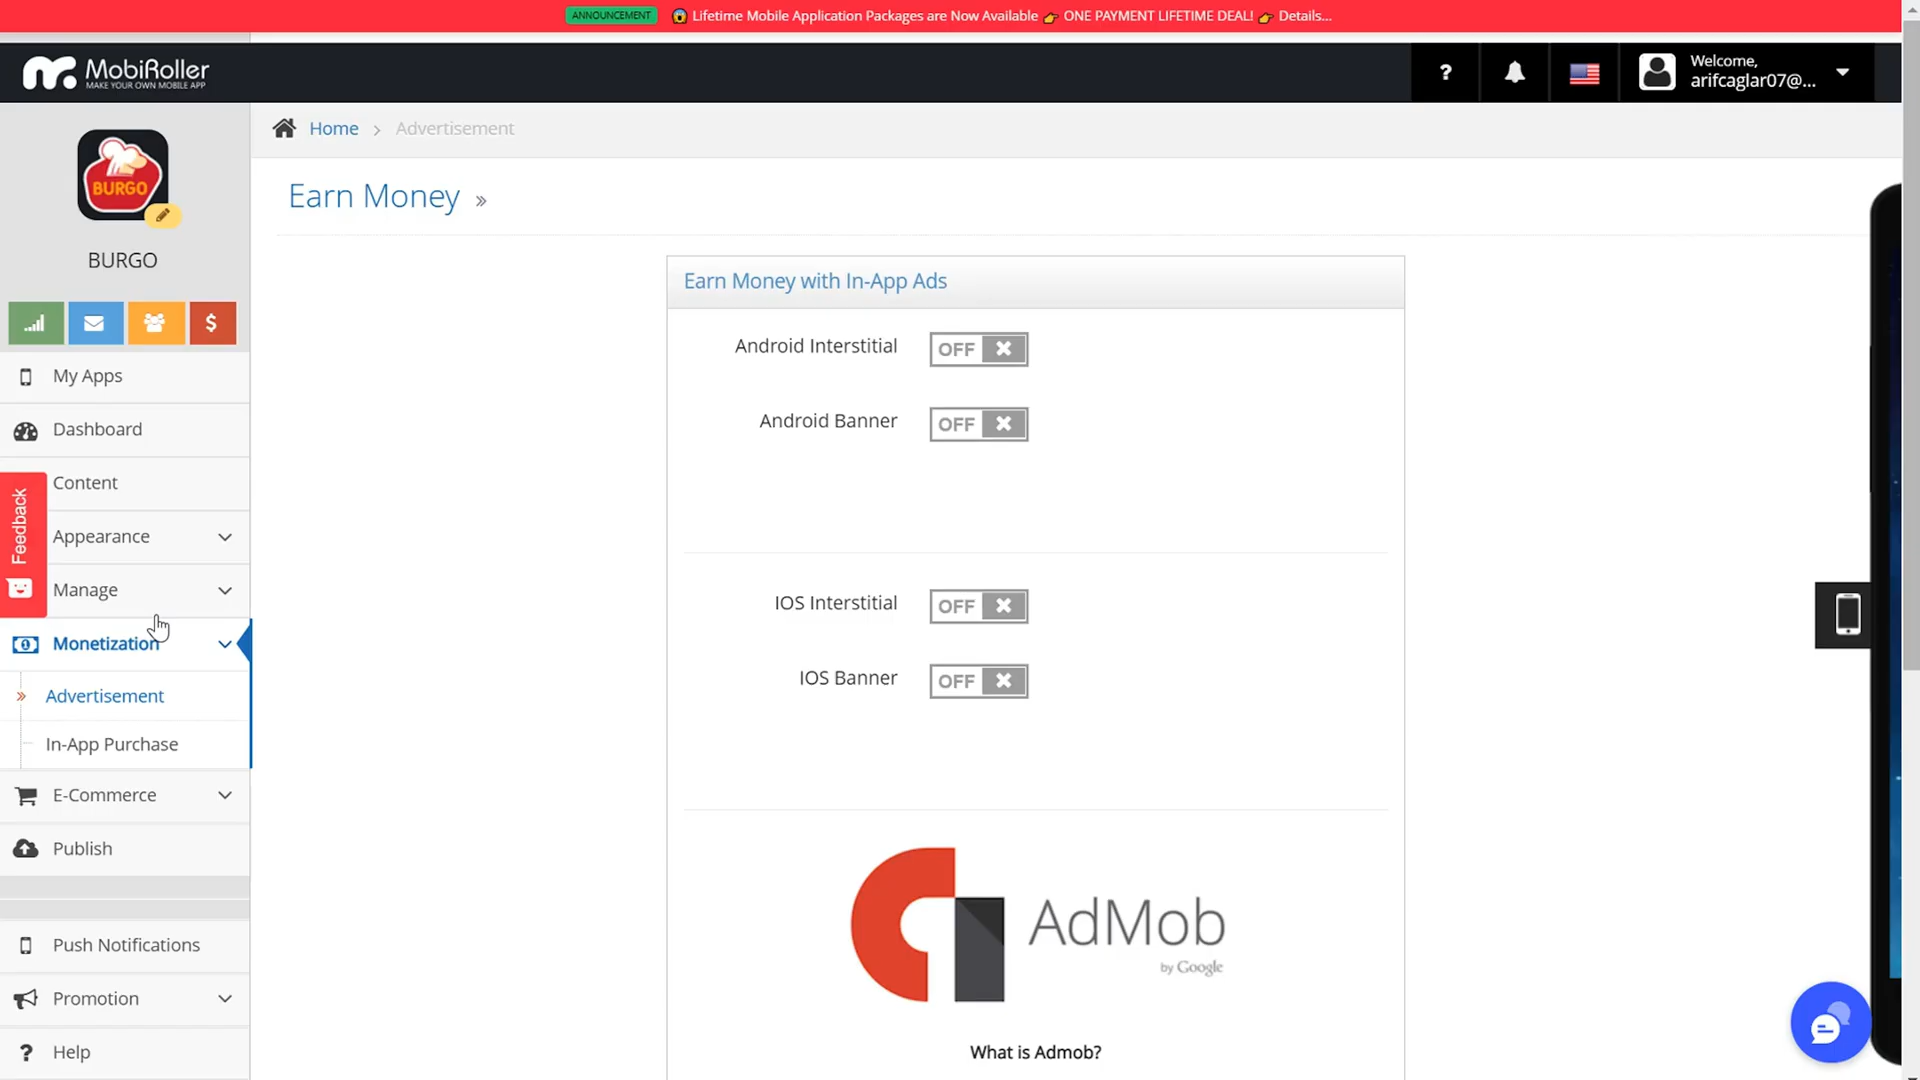 ANNOUNCEMENT 😱 Lifetime Mobile Application Packages are Now Available 👉 ONE PAYMENT LIFETIME DEAL! 👉 Details...
MobiRoller
MAKE YOUR OWN MOBILE APP
?
Welcome,
arifcaglar07@...
Home > Advertisement
BURGO
Earn Money »
BURGO
Earn Money with In-App Ads
$
Android Interstitial OFF
Android Banner OFF
IOS Interstitial OFF
IOS Banner OFF
My Apps
Dashboard
Content
Feedback
Appearance
Manage
Monetization
» Advertisement
In-App Purchase
E-Commerce
Publish
Push Notifications
Promotion
? Help
AdMob
by Google
What is Admob?